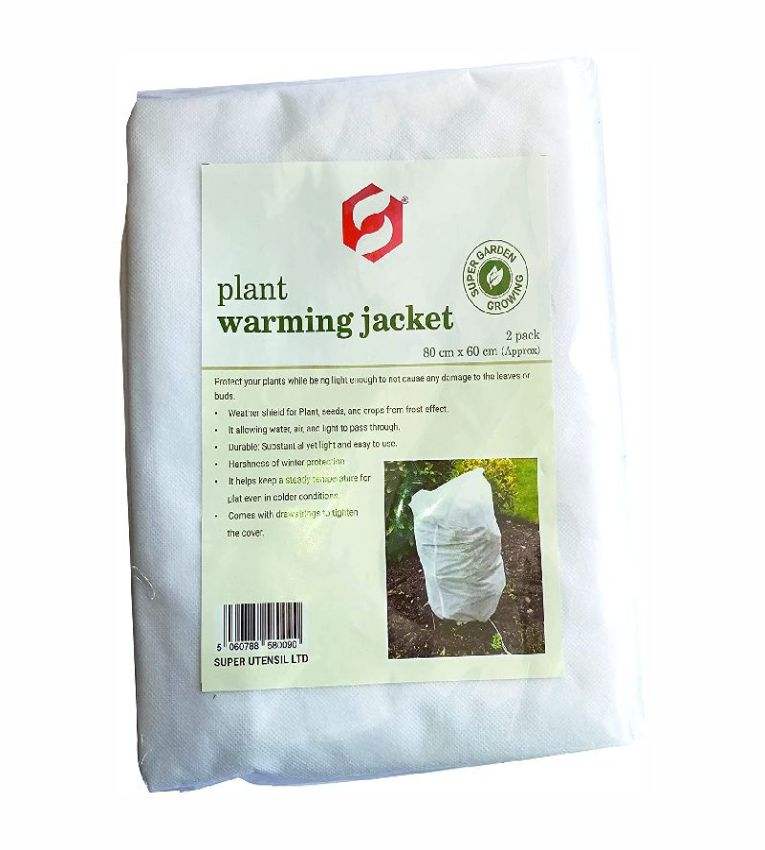 ®
SUPER GARDEN
GROWING
plant
warming jacket
2 pack
80 cm x 60 cm (Approx)
Protect your plants while being light enough to not cause any damage to the leaves or
buds.
• Weather shield for Plant, seeds, and crops from frost effect.
• It allowing water, air, and light to pass through.
• Durable: Substantial yet light and easy to use.
• Harshness of winter protection
• It helps keep a steady temperature for
plat even in colder conditions.
• Comes with drawstrings to tighten
the cover.
5 060788 580090
SUPER UTENSIL LTD